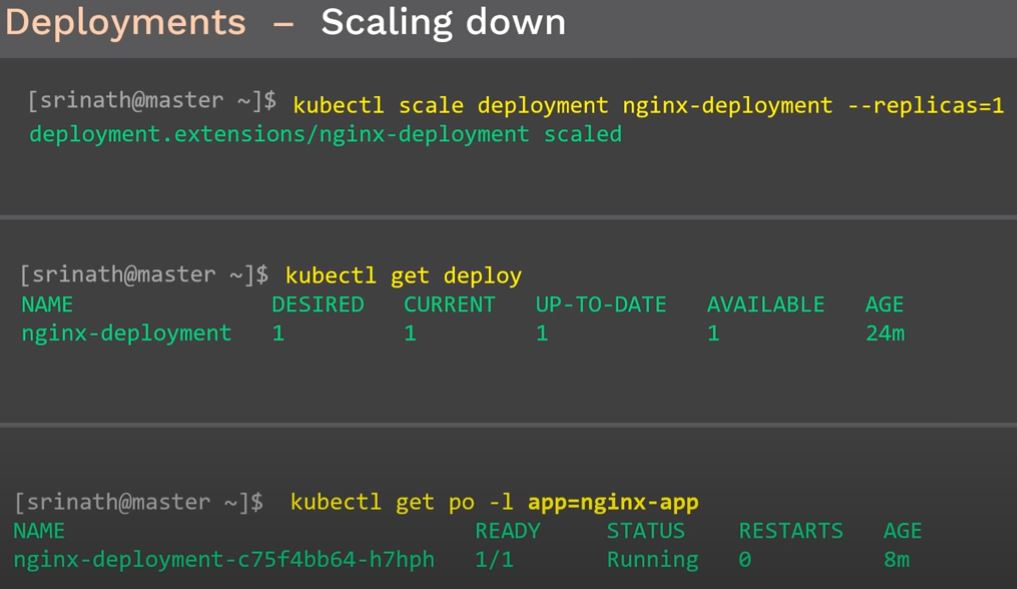 Deployments – Scaling down
[srinath@master ~]$ kubectl scale deployment nginx-deployment --replicas=1
deployment.extensions/nginx-deployment scaled
[srinath@master ~]$ kubectl get deploy
NAME DESIRED CURRENT UP-TO-DATE AVAILABLE AGE
nginx-deployment 1 1 1 1 24m
[srinath@master ~]$ kubectl get po -l app=nginx-app
NAME READY STATUS RESTARTS AGE
nginx-deployment-c75f4bb64-h7hph 1/1 Running 0 8m